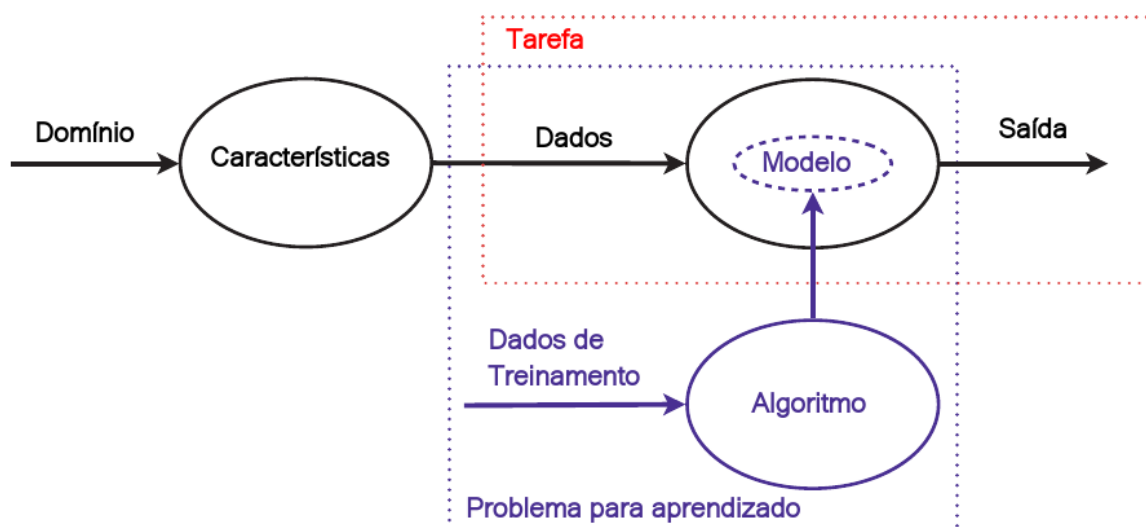 Tarefa
Domínio
Características
Dados
Modelo
Saída
Dados de
Treinamento
Algoritmo
Problema para aprendizado